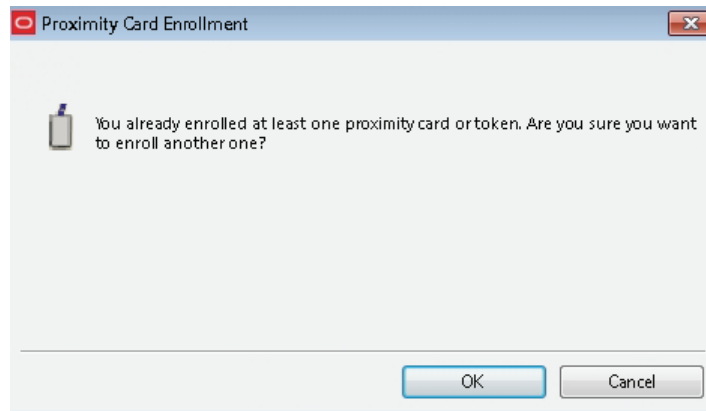 Proximity Card Enrollment
You already enrolled at least one proximity card or token. Are you sure you want
to enroll another one?
OK
Cancel